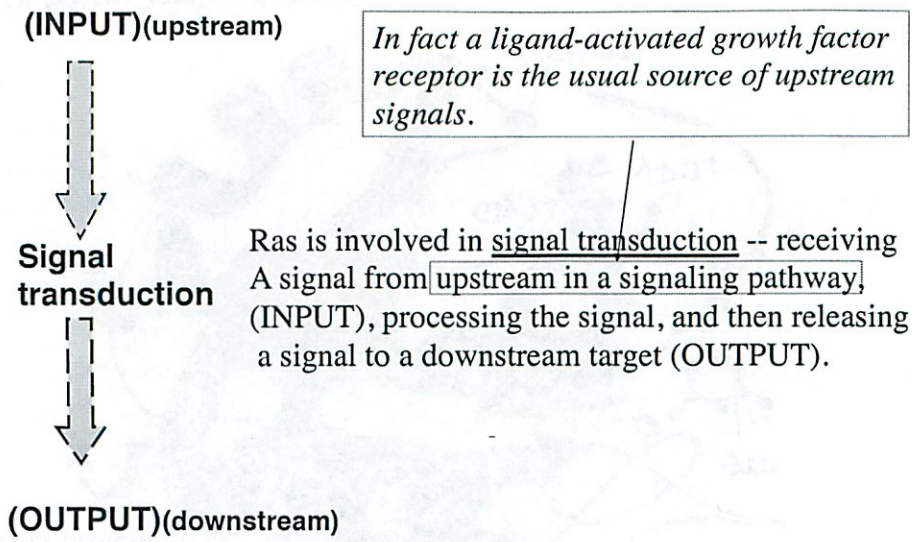 (INPUT)(upstream)
In fact a ligand-activated growth factor
receptor is the usual source of upstream
signals.
Signal
transduction
Ras is involved in signal transduction -- receiving
A signal from upstream in a signaling pathway,
(INPUT), processing the signal, and then releasing
a signal to a downstream target (OUTPUT).
(OUTPUT)(downstream)